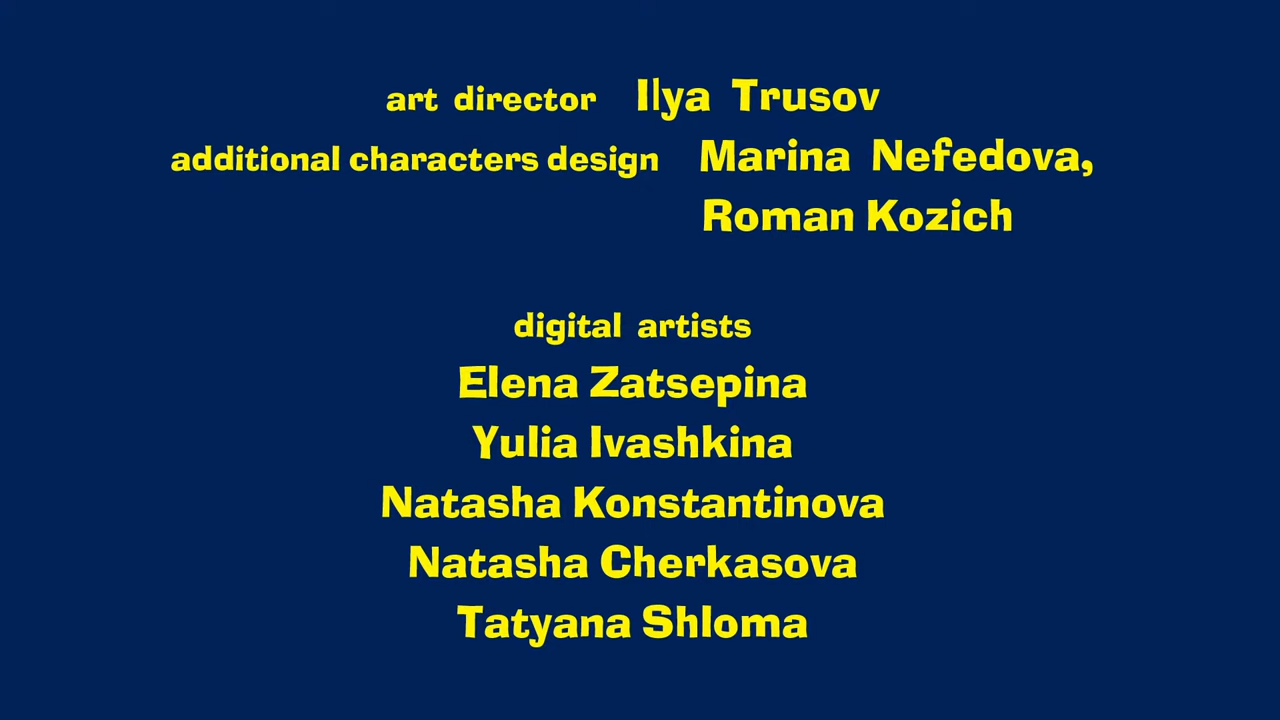 art director Ilya Trusov
additional characters design Marina Nefedova,
Roman Kozich
digital artists
Elena Zatsepina
Yulia Ivashkina
Natasha Konstantinova
Natasha Cherkasova
Tatyana Shloma